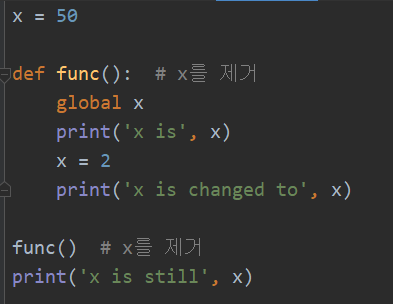 x = 50
def func():  # x를 제거
    global x
    print('x is', x)
    x = 2
    print('x is changed to', x)
func()  # x를 제거
print('x is still', x)